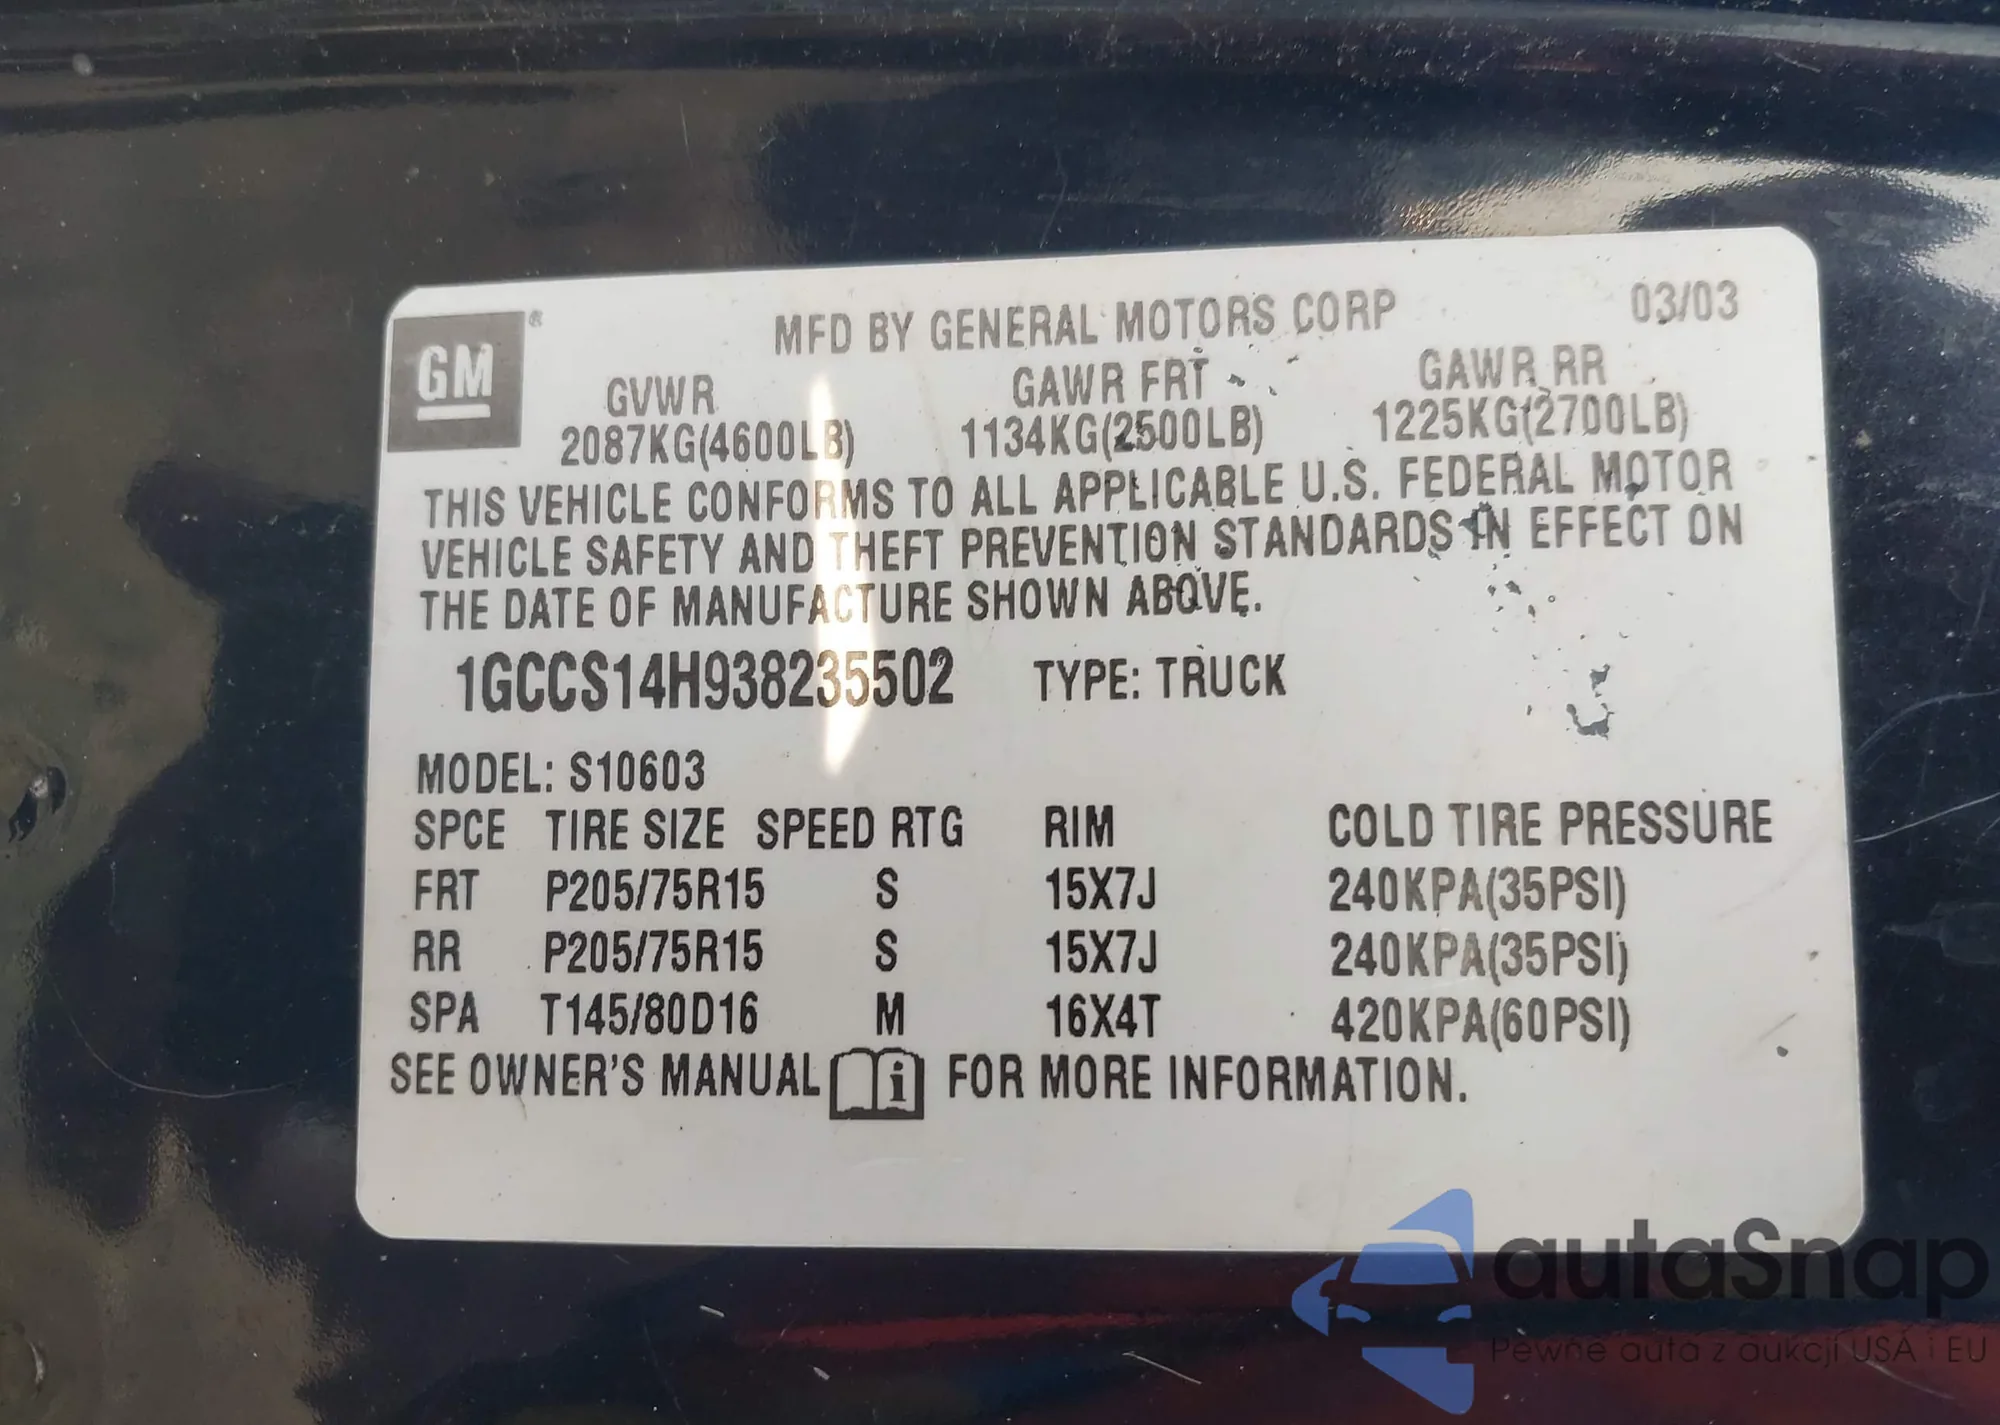 GM ®
MFD BY GENERAL MOTORS CORP 03/03
GVWR GAWR FRT GAWR RR
2087KG(4600LB) 1134KG(2500LB) 1225KG(2700LB)
THIS VEHICLE CONFORMS TO ALL APPLICABLE U.S. FEDERAL MOTOR
VEHICLE SAFETY AND THEFT PREVENTION STANDARDS IN EFFECT ON
THE DATE OF MANUFACTURE SHOWN ABOVE.
1GCCS14H938235502 TYPE: TRUCK
MODEL: S10603
SPCE TIRE SIZE SPEED RTG RIM COLD TIRE PRESSURE
FRT P205/75R15 S 15X7J 240KPA(35PSI)
RR P205/75R15 S 15X7J 240KPA(35PSI)
SPA T145/80D16 M 16X4T 420KPA(60PSI)
SEE OWNER'S MANUAL i FOR MORE INFORMATION.
autaSnap
Pewne auta z aukcji USA i EU